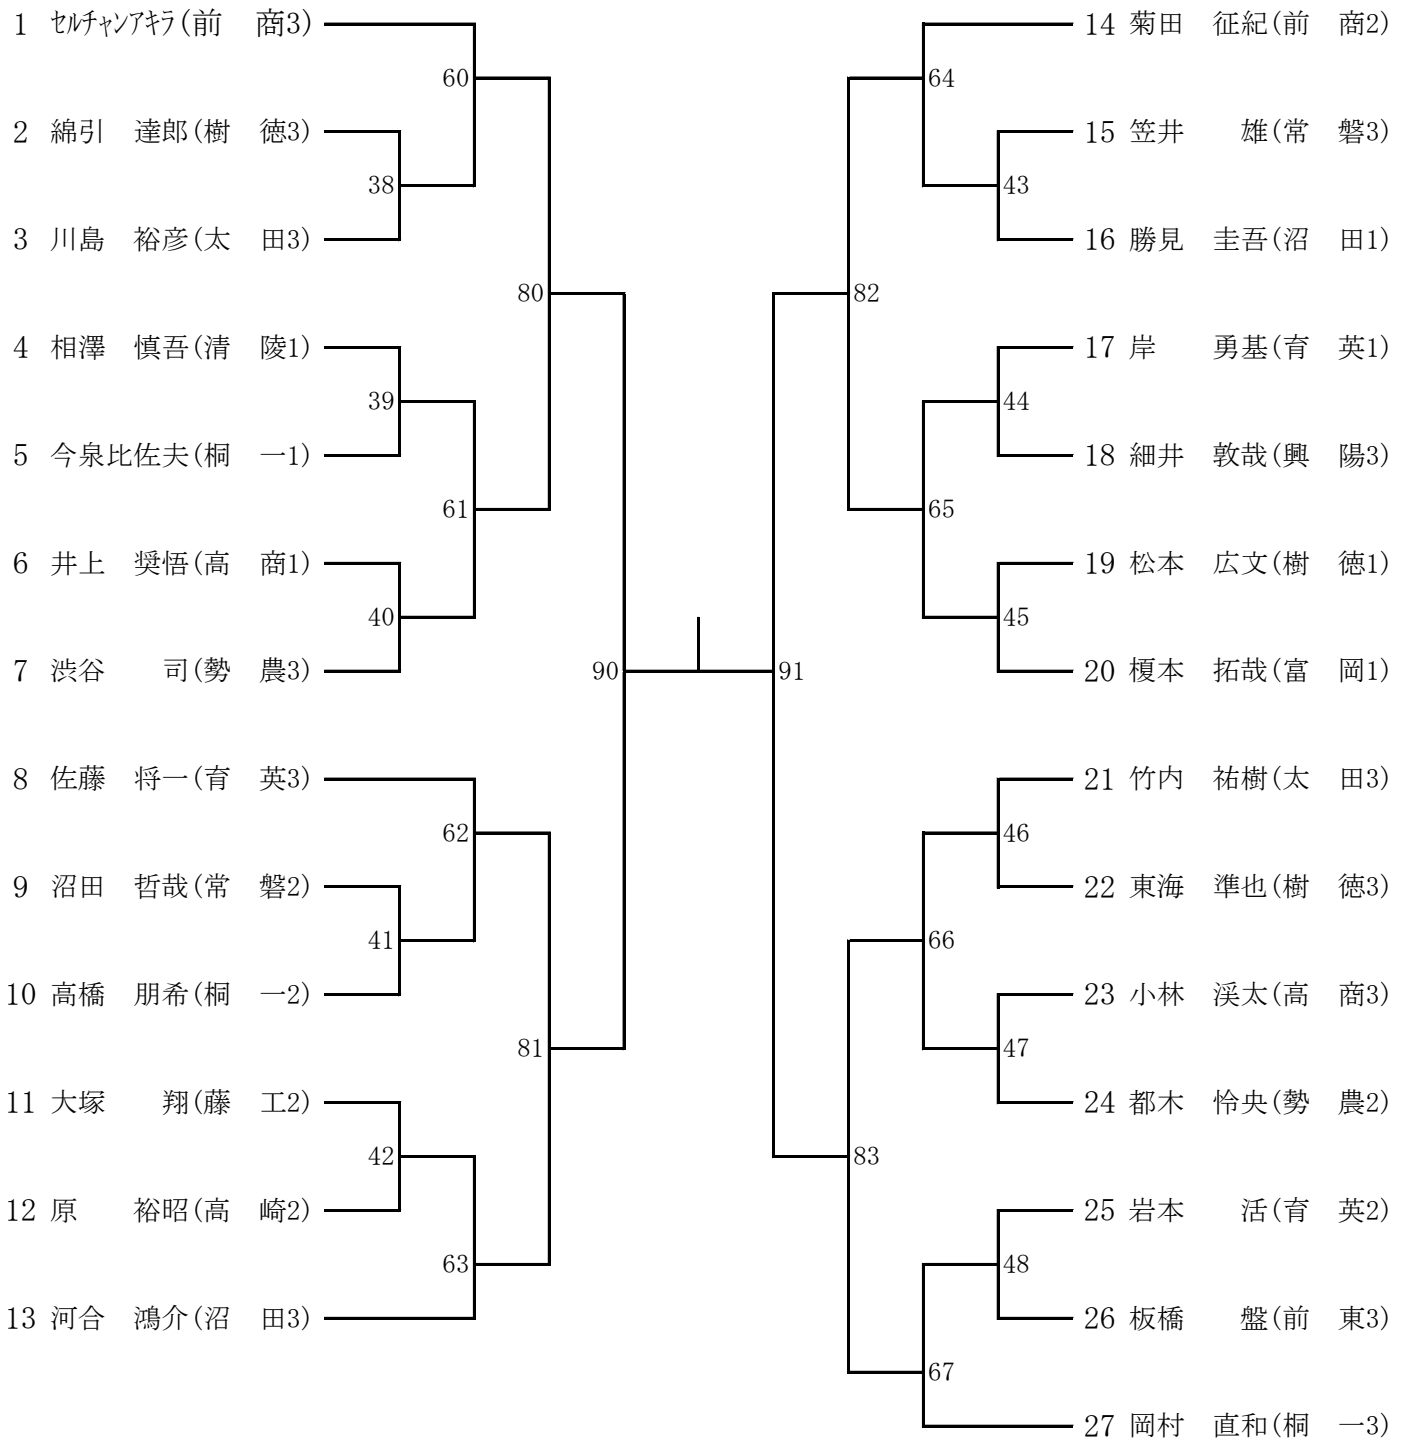 1 セルチャンアキラ(前　商3)
2 綿引　達郎(樹　徳3)
3 川島　裕彦(太　田3)
4 相澤　慎吾(清　陵1)
5 今泉比佐夫(桐　一1)
6 井上　奨悟(高　商1)
7 渋谷　　司(勢　農3)
8 佐藤　将一(育　英3)
9 沼田　哲哉(常　磐2)
10 高橋　朋希(桐　一2)
11 大塚　　翔(藤　工2)
12 原　　裕昭(高　崎2)
13 河合　鴻介(沼　田3)
60
38
80
39
61
40
90
62
41
81
42
63
64
43
82
44
65
45
91
46
66
47
83
48
67
14 菊田　征紀(前　商2)
15 笠井　　雄(常　磐3)
16 勝見　圭吾(沼　田1)
17 岸　　勇基(育　英1)
18 細井　敦哉(興　陽3)
19 松本　広文(樹　徳1)
20 榎本　拓哉(富　岡1)
21 竹内　祐樹(太　田3)
22 東海　準也(樹　徳3)
23 小林　渓太(高　商3)
24 都木　怜央(勢　農2)
25 岩本　　活(育　英2)
26 板橋　　盤(前　東3)
27 岡村　直和(桐　一3)